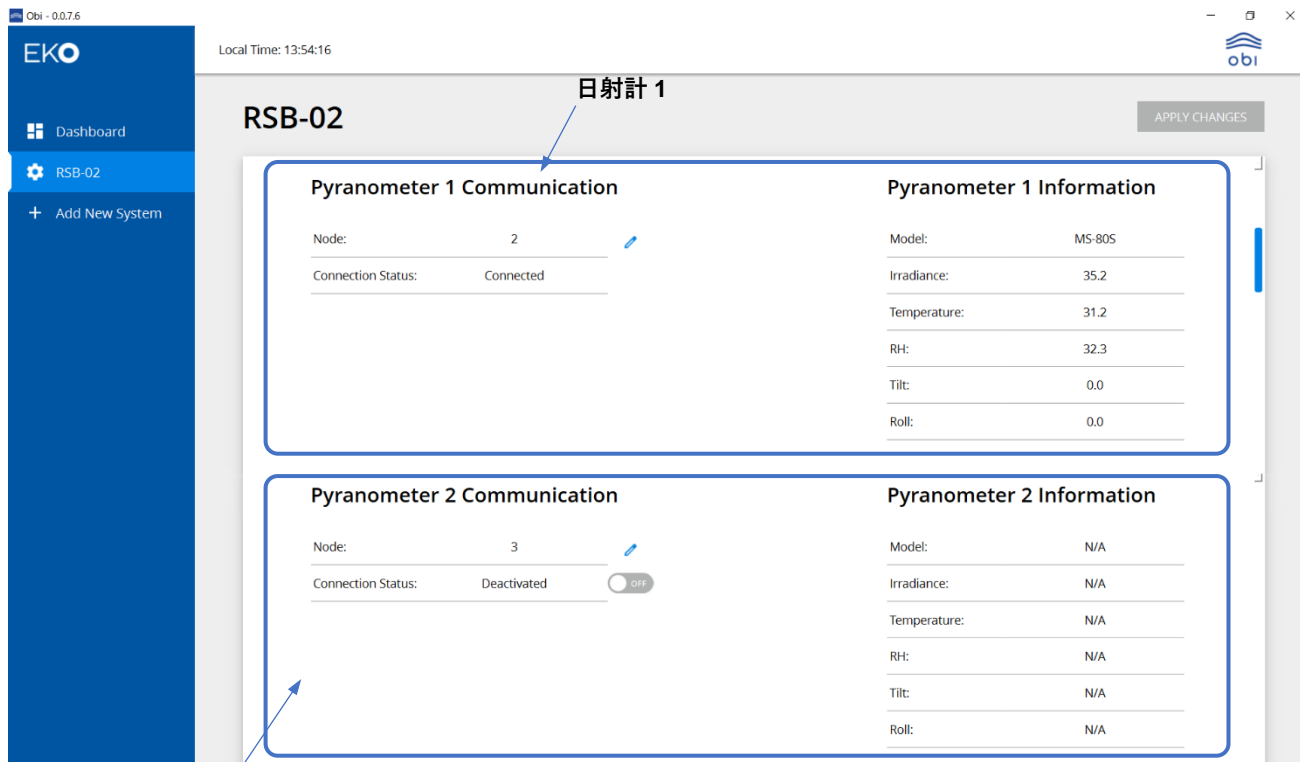 Obi - 0.0.7.6
EKO
Local Time: 13:54:16
obi
日射計 1
RSB-02
APPLY CHANGES
Dashboard
RSB-02
Add New System
Pyranometer 1 Communication
Node: 2
Connection Status: Connected
Pyranometer 1 Information
Model: MS-80S
Irradiance: 35.2
Temperature: 31.2
RH: 32.3
Tilt: 0.0
Roll: 0.0
Pyranometer 2 Communication
Node: 3
Connection Status: Deactivated OFF
Pyranometer 2 Information
Model: N/A
Irradiance: N/A
Temperature: N/A
RH: N/A
Tilt: N/A
Roll: N/A